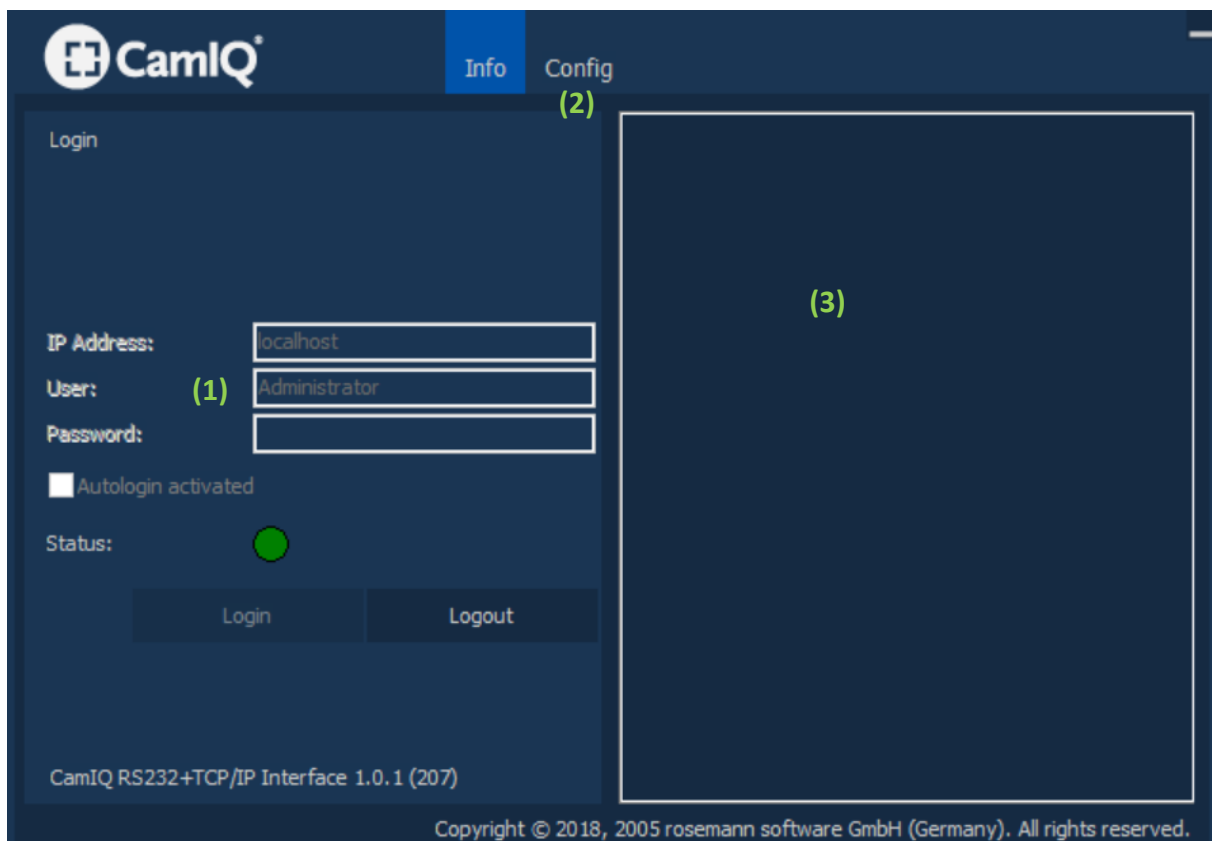 CamIQ®
Info Config
(2)
Login
(3)
IP Address: localhost
User: (1) Administrator
Password:
Autologin activated
Status:
Login Logout
CamIQ RS232+TCP/IP Interface 1.0.1 (207)
Copyright © 2018, 2005 rosemann software GmbH (Germany). All rights reserved.